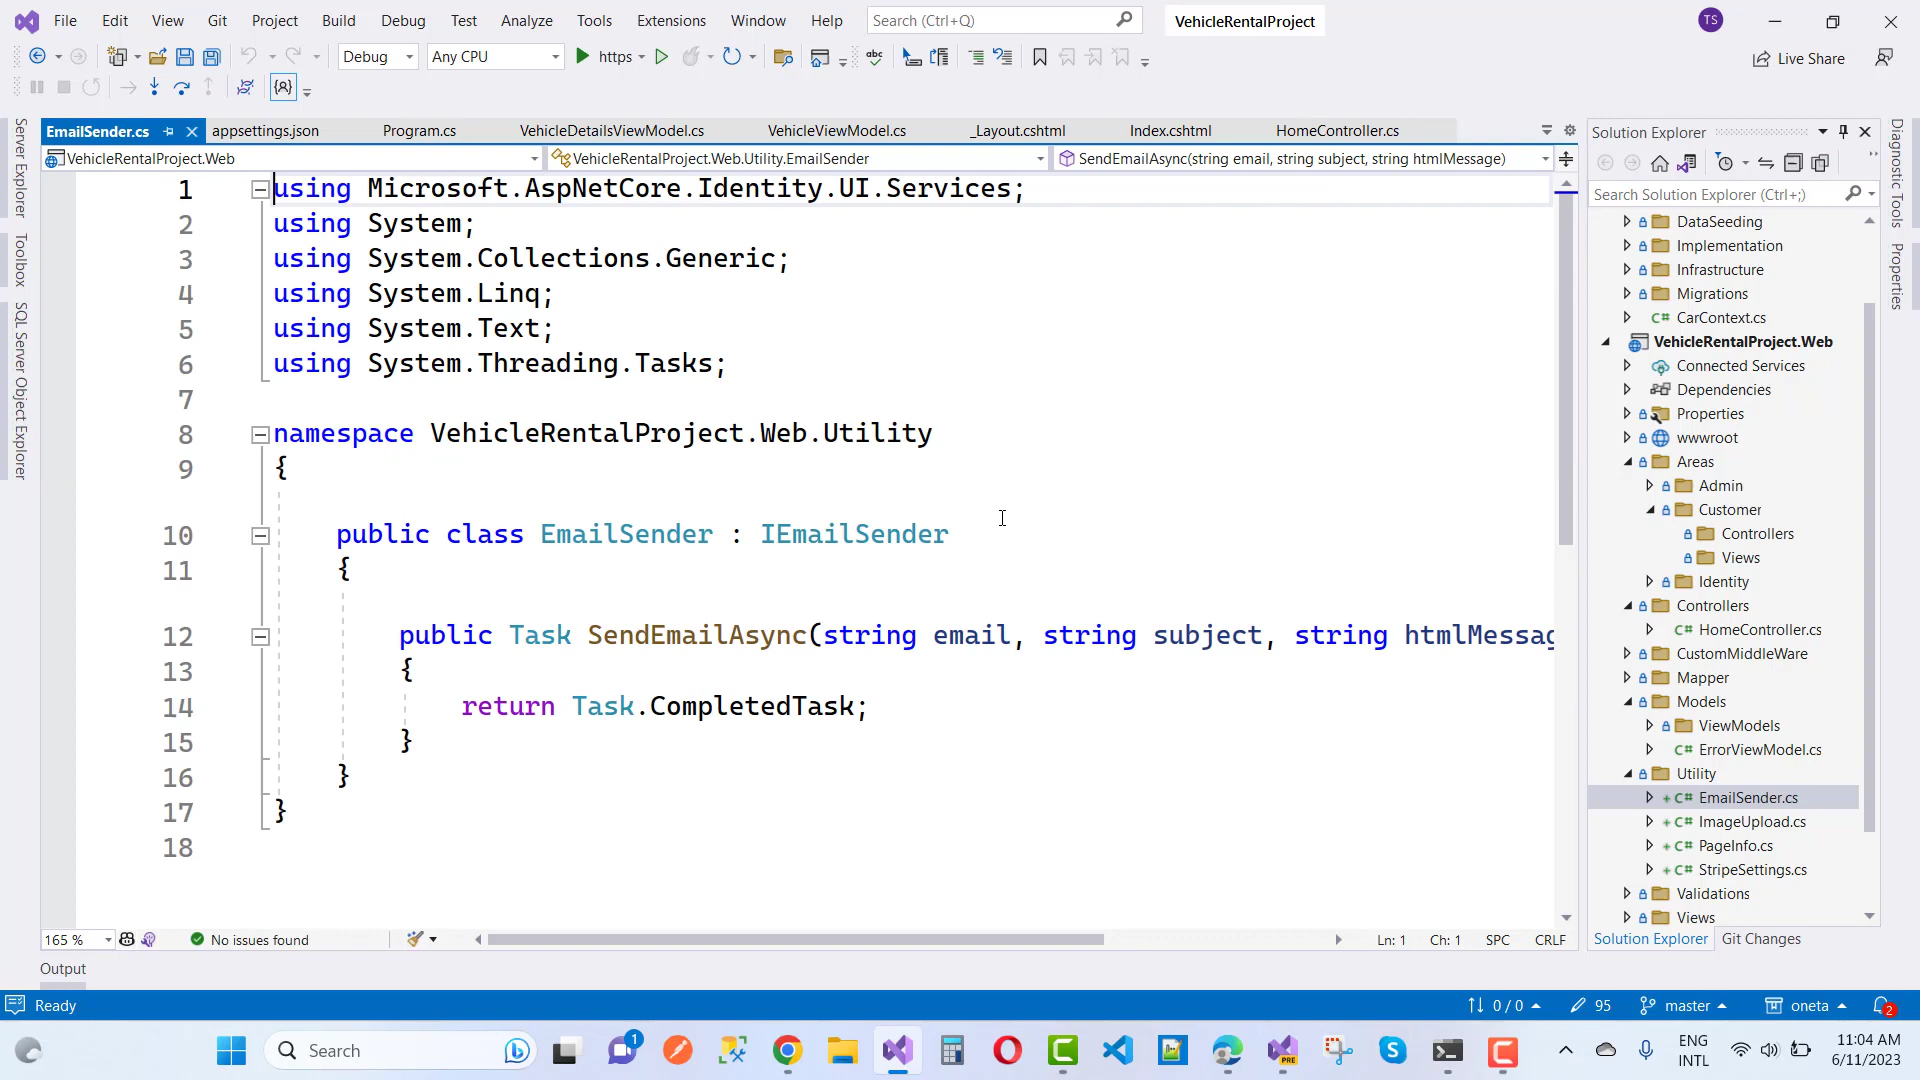 File Edit View Git Project Build Debug Test Analyze Tools Extensions Window Help Search (Ctrl+Q) VehicleRentalProject TS
Debug Any CPU https Live Share
EmailSender.cs appsettings.json Program.cs VehicleDetailsViewModel.cs VehicleViewModel.cs _Layout.cshtml Index.cshtml HomeController.cs
VehicleRentalProject.Web VehicleRentalProject.Web.Utility.EmailSender SendEmailAsync(string email, string subject, string htmlMessage)
Server Explorer
Toolbox
SQL Server Object Explorer
1 using Microsoft.AspNetCore.Identity.UI.Services;
2 using System;
3 using System.Collections.Generic;
4 using System.Linq;
5 using System.Text;
6 using System.Threading.Tasks;
7
8 namespace VehicleRentalProject.Web.Utility
9 {
10 public class EmailSender : IEmailSender
11 {
12 public Task SendEmailAsync(string email, string subject, string htmlMessag
13 {
14 return Task.CompletedTask;
15 }
16 }
17 }
18
165 % No issues found Ln: 1 Ch: 1 SPC CRLF
Output
Solution Explorer
Search Solution Explorer (Ctrl+;)
DataSeeding
Implementation
Infrastructure
Migrations
C# CarContext.cs
VehicleRentalProject.Web
Connected Services
Dependencies
Properties
wwwroot
Areas
Admin
Customer
Controllers
Views
Identity
Controllers
C# HomeController.cs
CustomMiddleWare
Mapper
Models
ViewModels
C# ErrorViewModel.cs
Utility
+ C# EmailSender.cs
+ C# ImageUpload.cs
+ C# PageInfo.cs
+ C# StripeSettings.cs
Validations
Views
Solution Explorer Git Changes
Diagnostic Tools
Properties
Ready 0 / 0 95 master oneta 2
Search 1 PRE ENG INTL 11:04 AM 6/11/2023